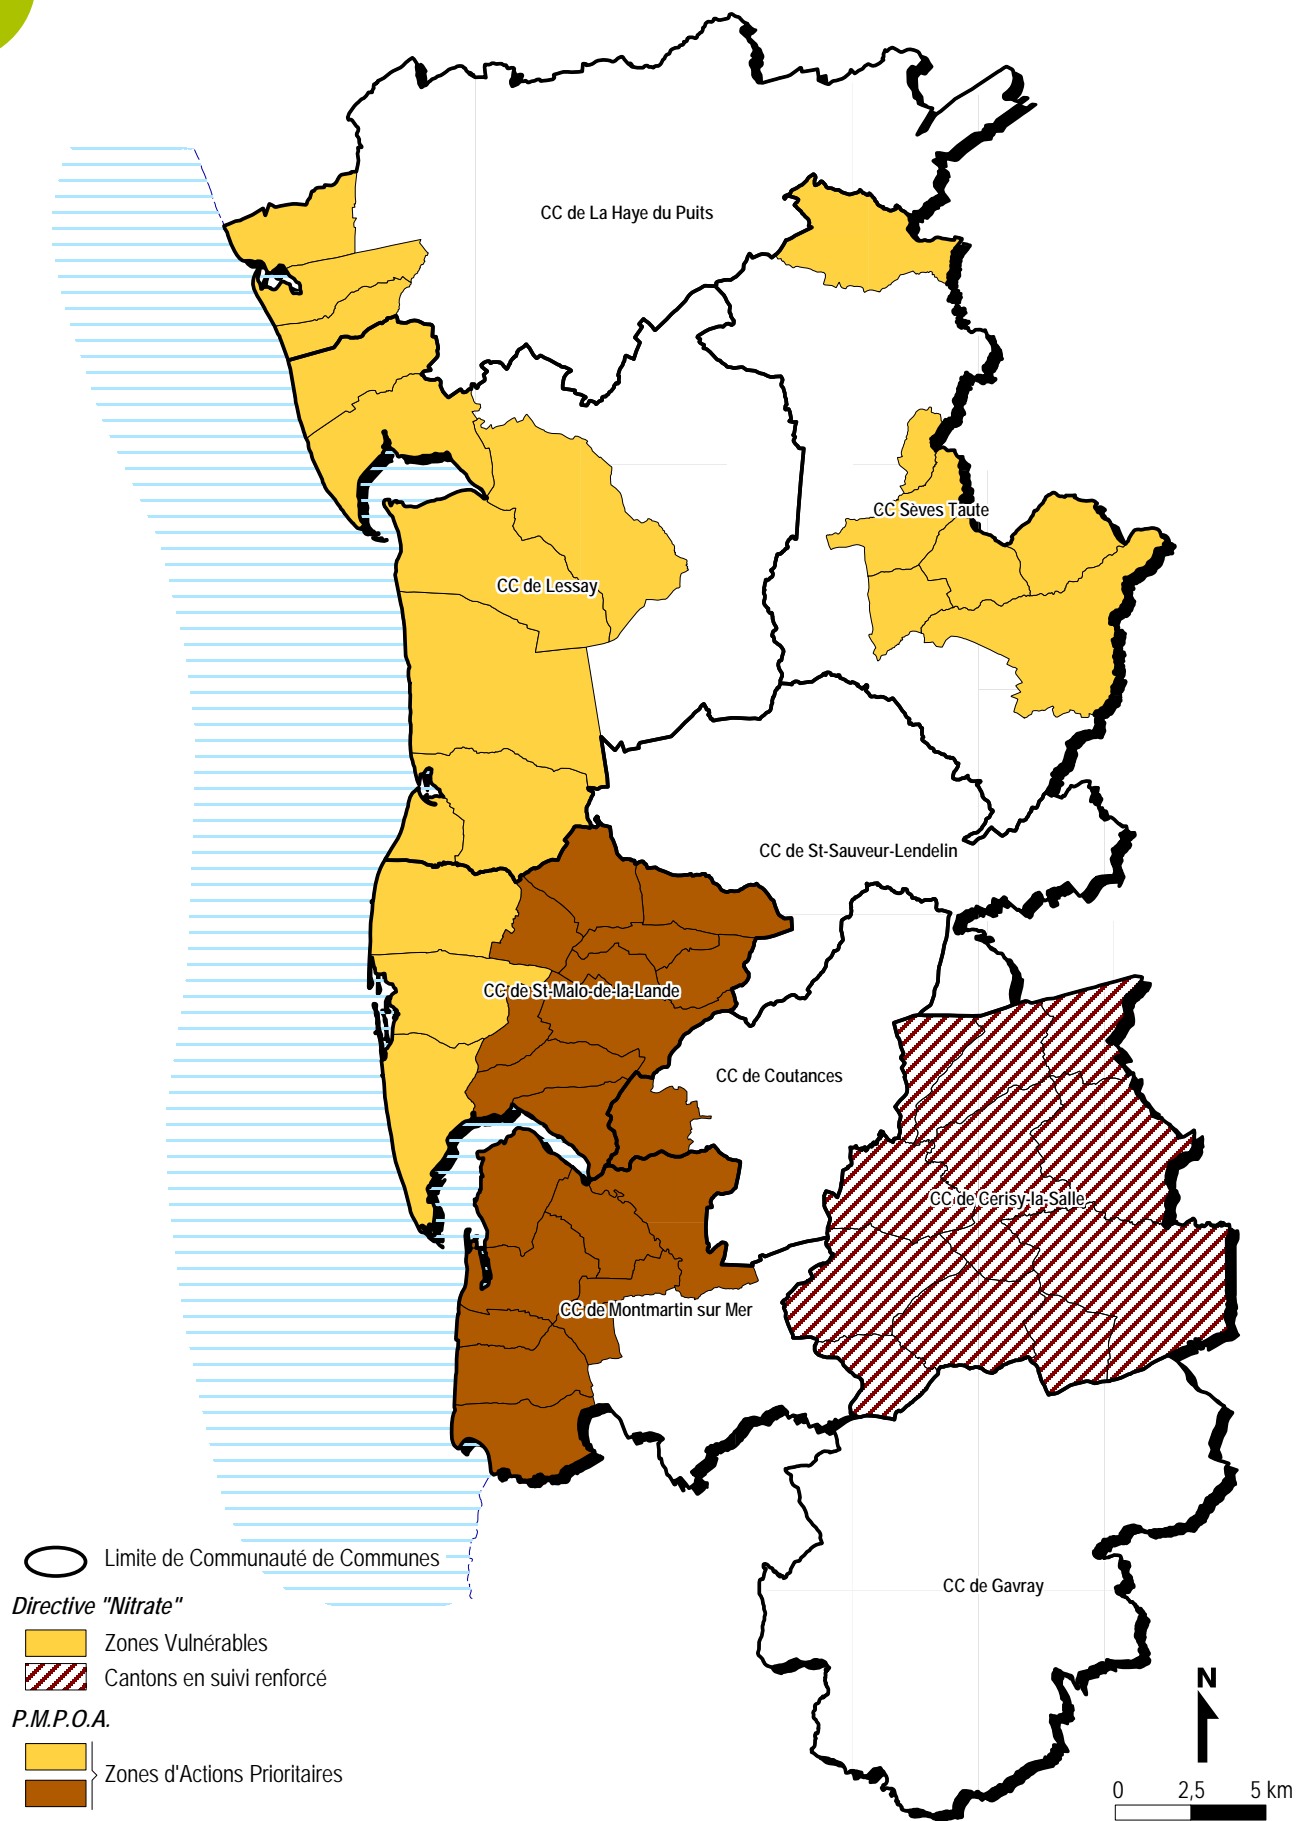 CC de La Haye du Puits
CC Sèves Taute
CC de Lessay
CC de St-Sauveur-Lendelin
CC de St-Malo-de-la-Lande
CC de Coutances
CC de Cerisy-la-Salle
CC de Montmartin sur Mer
CC de Gavray
Limite de Communauté de Communes
Directive "Nitrate"
Zones Vulnérables
Cantons en suivi renforcé
P.M.P.O.A.
Zones d'Actions Prioritaires
N
0 2,5 5 km